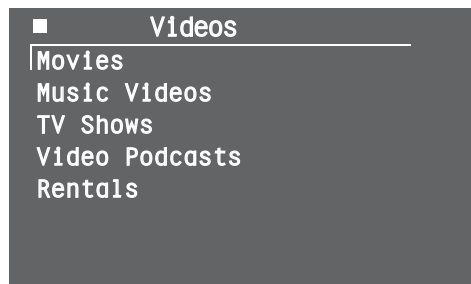 Videos
Movies
Music Videos
TV Shows
Video Podcasts
Rentals